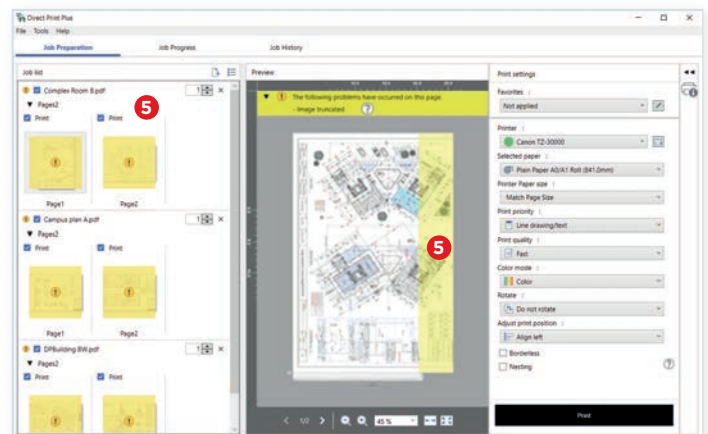 Direct Print Plus
File Tools Help
Job Preparation
Job Progress
Job History
Job list
Complex Room B.pdf
1
5
Pages2
Print
Print
Page1
Page2
Campus plan A.pdf
1
Pages2
Print
Print
Page1
Page2
DPBuilding BW.pdf
1
Pages2
Print
Print
Preview
The following problems have occurred on this page.
- Image truncated
?
5
1/2
45 %
Print settings
Favorites :
Not applied
Printer :
Canon TZ-30000
Selected paper :
Plain Paper A0/A1 Roll (841.0mm)
Printer Paper size :
Match Page Size
Print priority :
Line drawing/text
Print quality :
Fast
Color mode :
Color
Rotate :
Do not rotate
Adjust print position :
Align left
Borderless
Nesting
?
Print